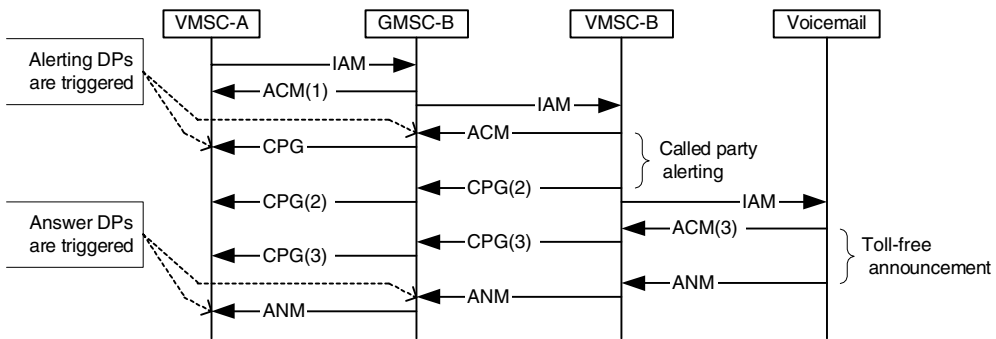 VMSC-A
GMSC-B
VMSC-B
Voicemail
Alerting DPs
are triggered
IAM
ACM(1)
IAM
ACM
CPG
Called party
alerting
CPG(2)
CPG(2)
IAM
Answer DPs
are triggered
ACM(3)
CPG(3)
CPG(3)
Toll-free
announcement
ANM
ANM
ANM